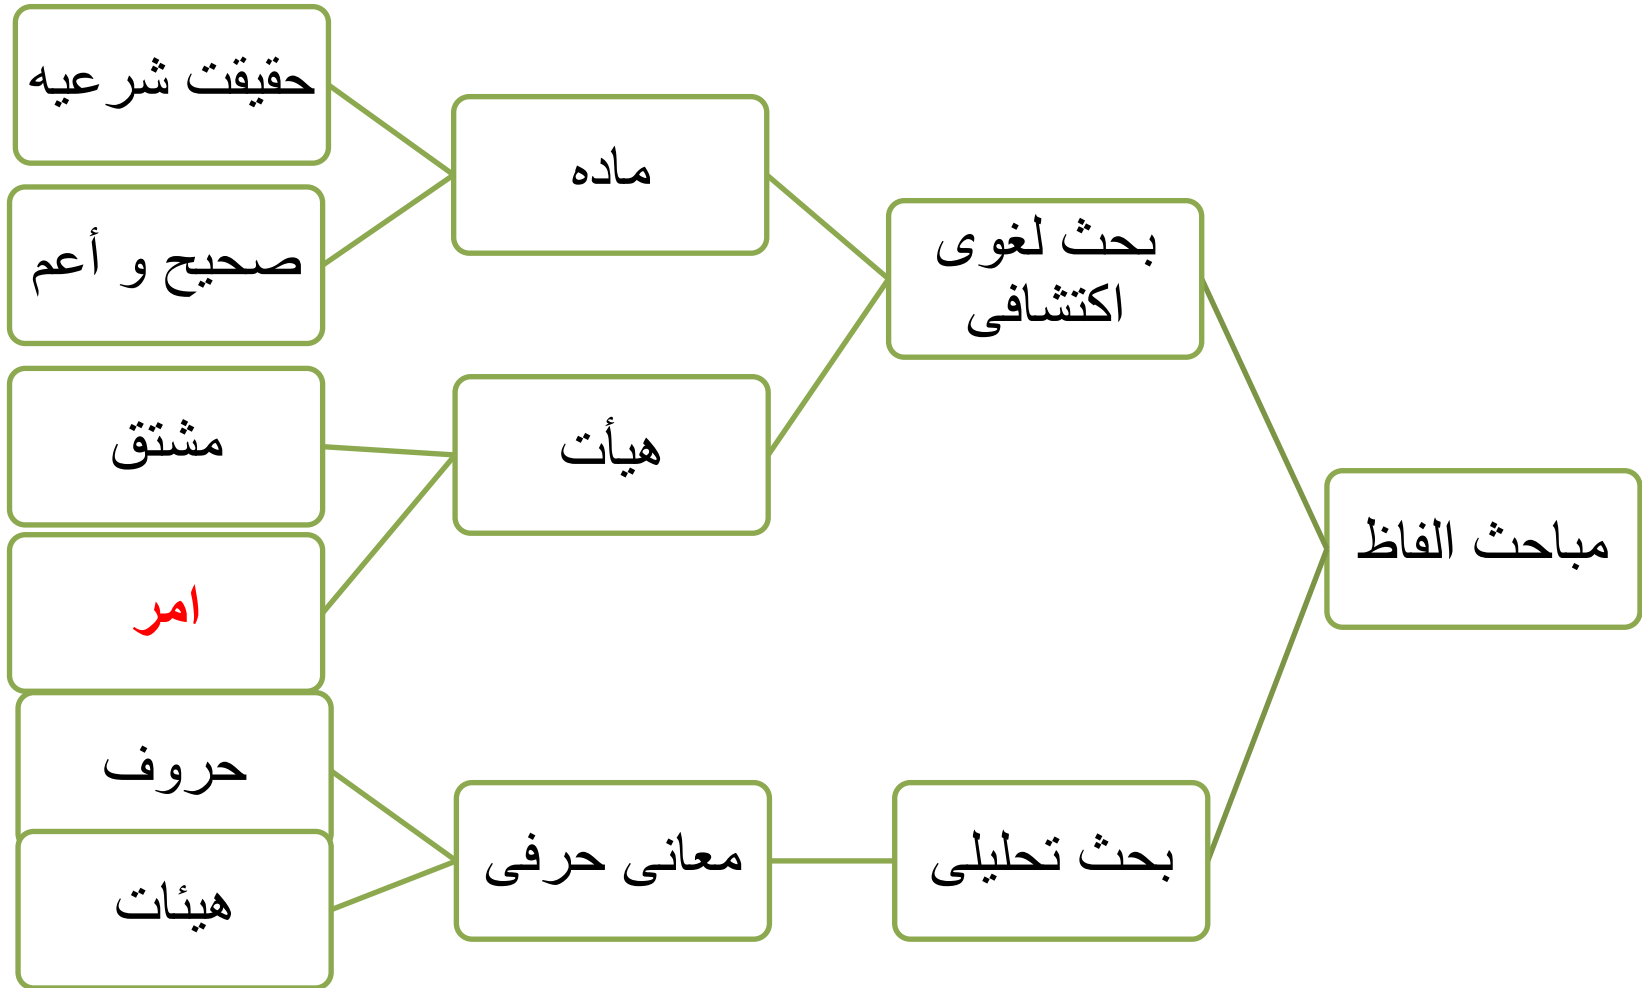 مباحث الفاظ
بحث لغوی
اکتشافی
ماده
حقیقت شرعیه
صحیح و أعم
هیأت
مشتق
امر
بحث تحلیلی
معانی حرفی
حروف
هیئات